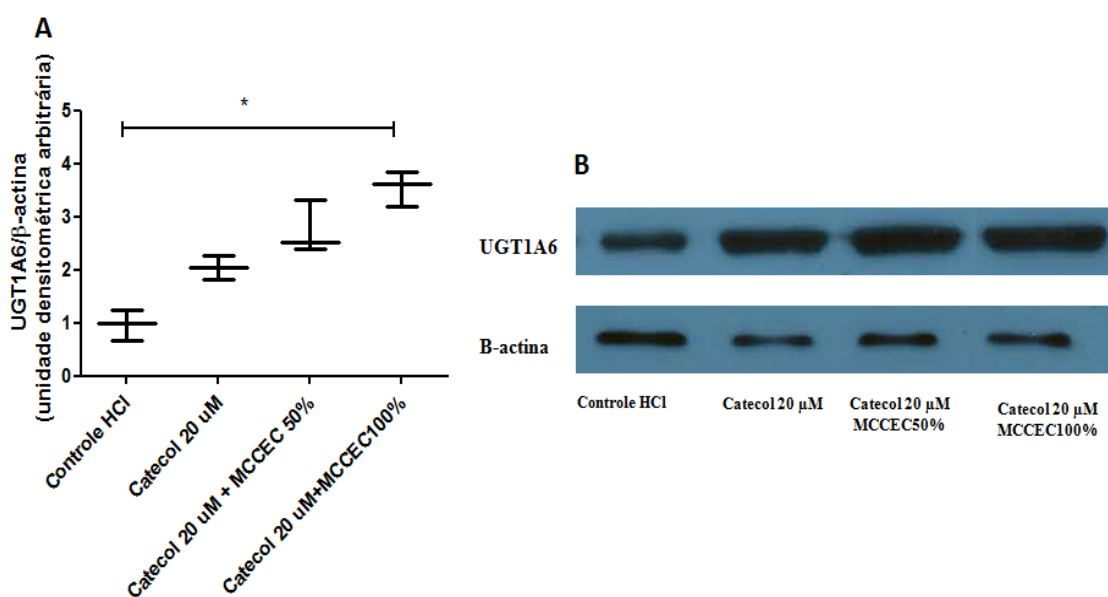 A
*
UGT1A6/β-actina
(unidade densitométrica arbitrária)
5
4
3
2
1
0
Controle HCl
Catecol 20 uM
Catecol 20 uM + MCCEC 50%
Catecol 20 uM+MCCEC100%
B
UGT1A6
B-actina
Controle HCl
Catecol 20 µM
Catecol 20 µM
MCCEC50%
Catecol 20 µM
MCCEC100%